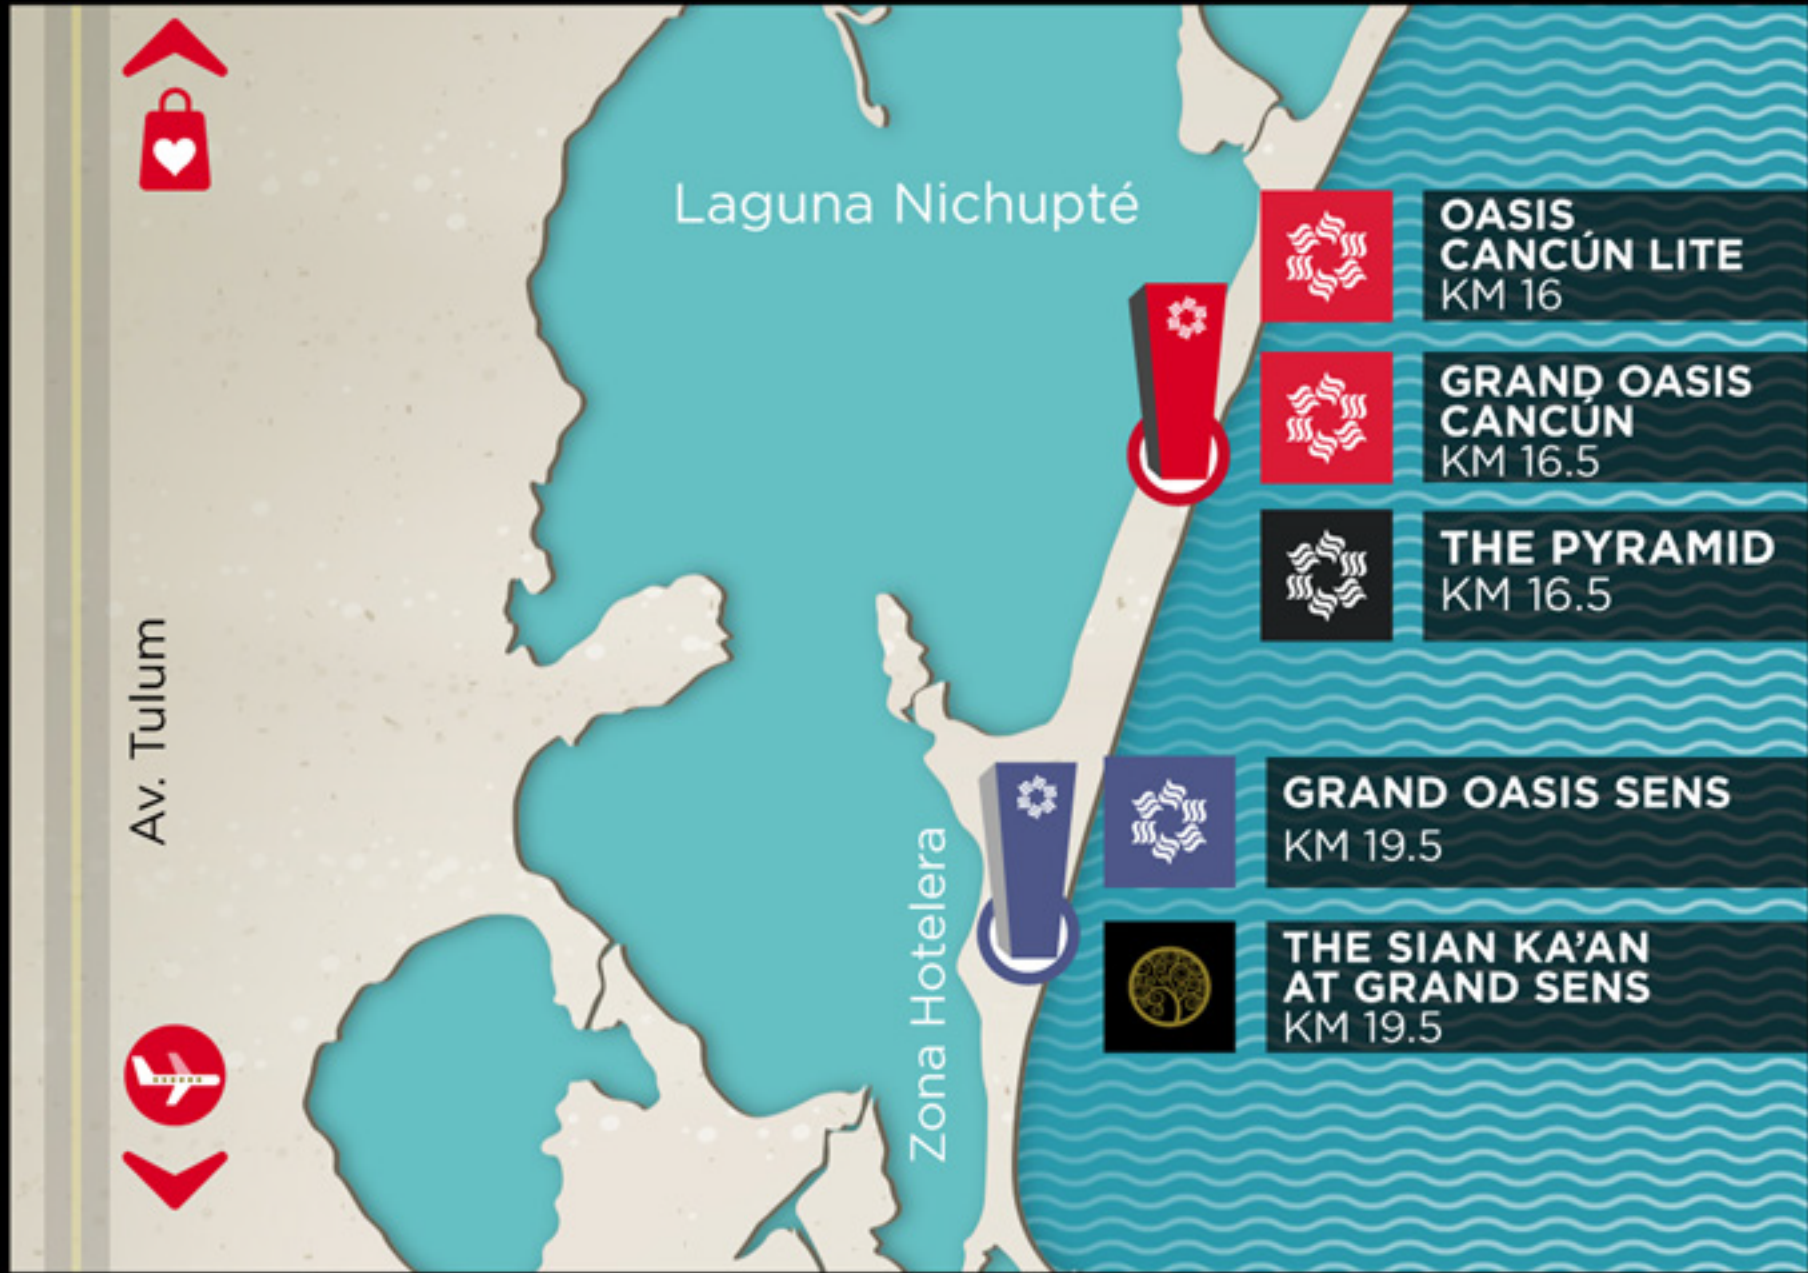 Laguna Nichupté
OASIS
CANCÚN LITE
KM 16
GRAND OASIS
CANCÚN
KM 16.5
THE PYRAMID
KM 16.5
Av. Tulum
GRAND OASIS SENS
KM 19.5
Zona Hotelera
THE SIAN KA’AN
AT GRAND SENS
KM 19.5